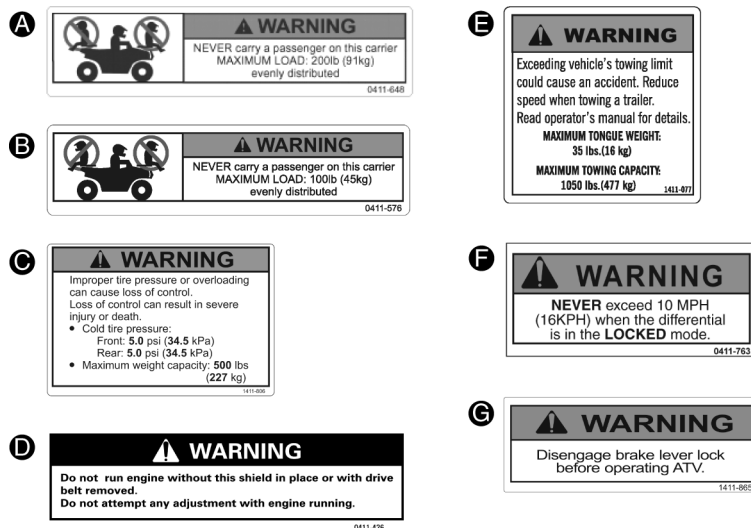 A
WARNING
NEVER carry a passenger on this carrier
MAXIMUM LOAD: 200lb (91kg)
evenly distributed
0411-648
B
WARNING
NEVER carry a passenger on this carrier
MAXIMUM LOAD: 100lb (45kg)
evenly distributed
0411-576
C
WARNING
Improper tire pressure or overloading
can cause loss of control.
Loss of control can result in severe
injury or death.
• Cold tire pressure:
Front: 5.0 psi (34.5 kPa)
Rear: 5.0 psi (34.5 kPa)
• Maximum weight capacity: 500 lbs
(227 kg)
1411-886
D
WARNING
Do not run engine without this shield in place or with drive
belt removed.
Do not attempt any adjustment with engine running.
0411-426
E
WARNING
Exceeding vehicle's towing limit
could cause an accident. Reduce
speed when towing a trailer.
Read operator's manual for details.
MAXIMUM TONGUE WEIGHT:
35 lbs.(16 kg)
MAXIMUM TOWING CAPACITY:
1050 lbs.(477 kg)
1411-077
F
WARNING
NEVER exceed 10 MPH
(16KPH) when the differential
is in the LOCKED mode.
0411-763
G
WARNING
Disengage brake lever lock
before operating ATV.
1411-865